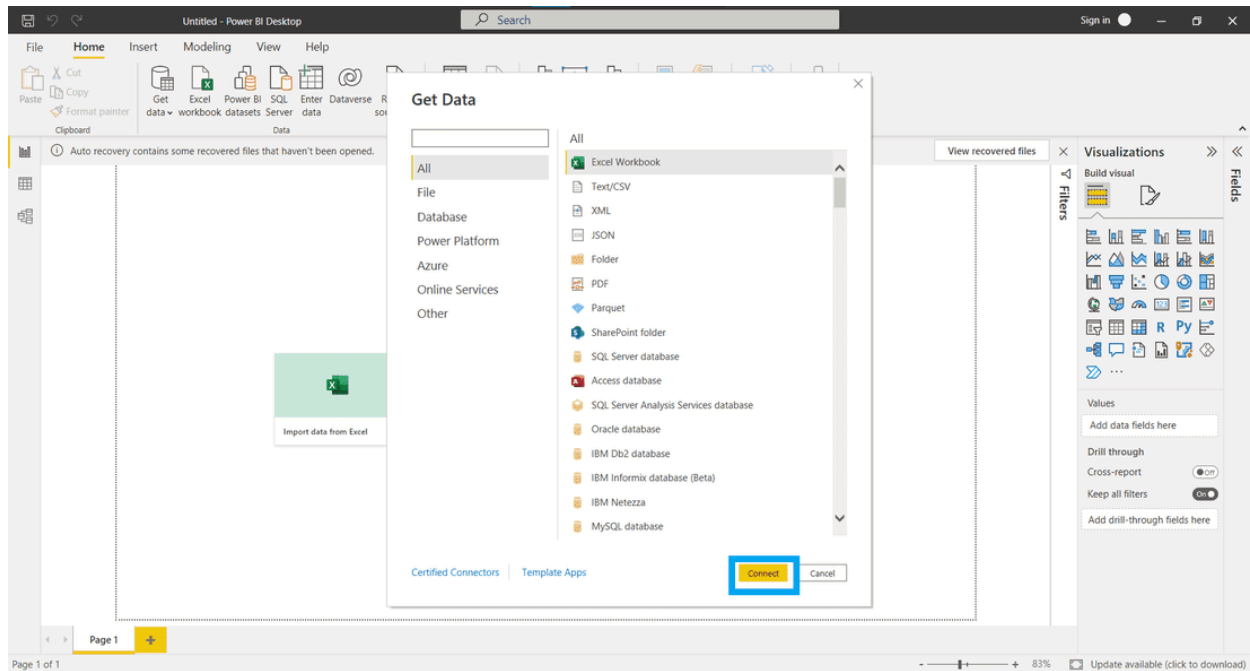 Untitled - Power BI Desktop
Search
Sign in
File Home Insert Modeling View Help
Paste
Cut
Copy
Format painter
Clipboard
Get data
Excel workbook
Power BI datasets
SQL Server
Enter data
Dataverse
Data
Auto recovery contains some recovered files that haven't been opened.
View recovered files
Get Data
All
File
Database
Power Platform
Azure
Online Services
Other
All
Excel Workbook
Text/CSV
XML
JSON
Folder
PDF
Parquet
SharePoint folder
SQL Server database
Access database
SQL Server Analysis Services database
Oracle database
IBM Db2 database
IBM Informix database (Beta)
IBM Netezza
MySQL database
Certified Connectors
Template Apps
Connect
Cancel
Import data from Excel
Filters
Visualizations
Build visual
R Py
Values
Add data fields here
Drill through
Cross-report
Off
Keep all filters
On
Add drill-through fields here
Fields
Page 1
Page 1 of 1
- + 83%
Update available (click to download)